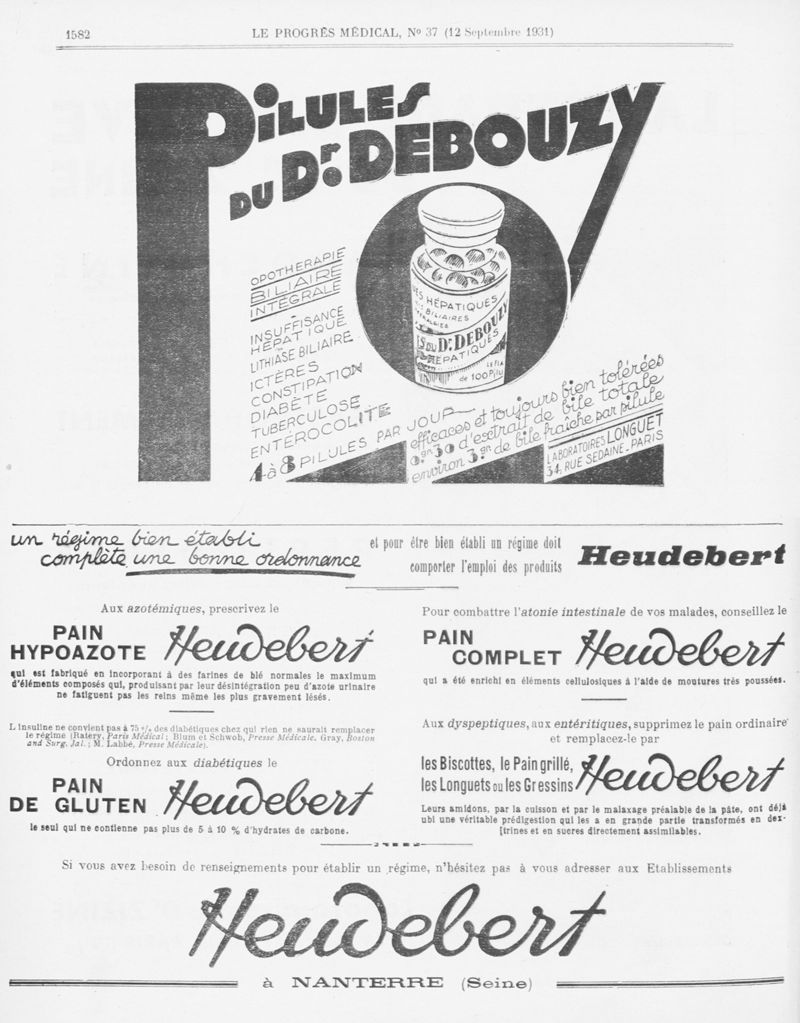 1582
LE PROGRÈS MÉDICAL, No 37 (12 Septembre 1931)
PILULES
DU Dr. DEBOUZY
OPOTHERAPIE
BILIAIRE
INTÉGRALE
INSUFFISANCE
HÉPATIQUE
LITHIASE BILIAIRE
ICTÈRES
CONSTIPATION
DIABÈTE
TUBERCULOSE
ENTÉROCOLITE
4 à 8 PILULES PAR JOUR
ES HÉPATIQUES
BILIAIRES
S DU Dr. DEBOUZY
HÉPATIQUES
LE FLA
de 100 Pilu
efficaces et toujours bien tolérées
0gr 30 d'extrait de bile totale
environ 3gr de bile fraîche par pilule
LABORATOIRES LONGUET
34, RUE SEDAINE_PARIS
un régime bien établi
complète une bonne ordonnance
et pour être bien établi un régime doit
comporter l'emploi des produits
Heudebert
Aux azotémiques, prescrivez le
PAIN
HYPOAZOTE Heudebert
qui est fabriqué en incorporant à des farines de blé normales le maximum
d'éléments composés qui, produisant par leur désintégration peu d'azote urinaire
ne fatiguent pas les reins même les plus gravement lésés.
L'insuline ne convient pas à 75 % des diabétiques chez qui rien ne saurait remplacer
le régime (Ratery, Paris Médical ; Blum et Schwob, Presse Médicale. Gray, Boston
and Surg. Jal. ; M. Labbé, Presse Médicale).
Ordonnez aux diabétiques le
PAIN
DE GLUTEN Heudebert
le seul qui ne contienne pas plus de 5 à 10 % d'hydrates de carbone.
Pour combattre l'atonie intestinale de vos malades, conseillez le
PAIN
COMPLET Heudebert
qui a été enrichi en éléments cellulosiques à l'aide de moutures très poussées.
Aux dyspeptiques, aux entéritiques, supprimez le pain ordinaire
et remplacez-le par
les Biscottes, le Pain grillé,
les Longuets ou les Gressins Heudebert
Leurs amidons, par la cuisson et par le malaxage préalable de la pâte, ont déjà
ubi une véritable prédigestion qui les a en grande partie transformés en dex-
[trines et en sucres directement assimilables.
Si vous avez besoin de renseignements pour établir un régime, n'hésitez pas à vous adresser aux Etablissements
Heudebert
à NANTERRE (Seine)